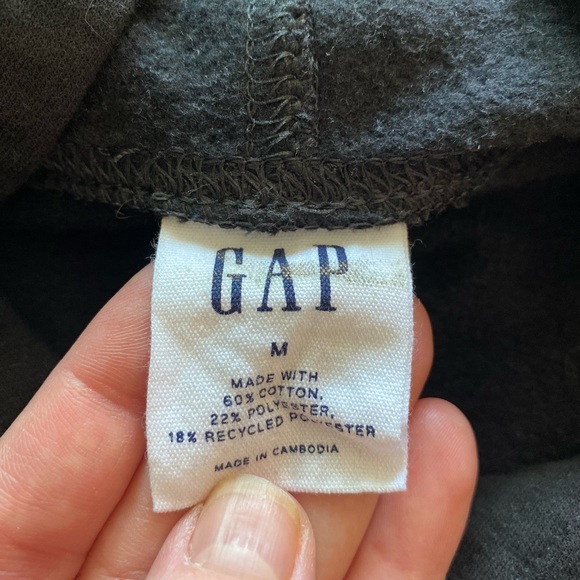 GAP
M
MADE WITH
60% COTTON,
22% POLYESTER,
18% RECYCLED POLYESTER
MADE IN CAMBODIA